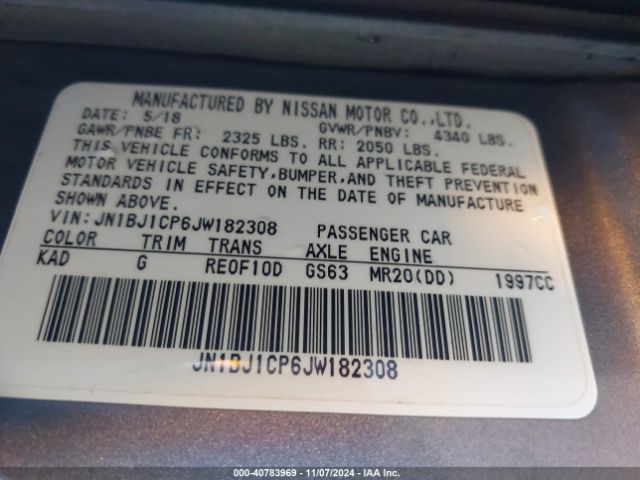 MANUFACTURED BY NISSAN MOTOR CO.,LTD.
DATE: 5/18 GVWR/PNBV: 4340 LBS.
GAWR/PNBE FR: 2325 LBS. RR: 2050 LBS.
THIS VEHICLE CONFORMS TO ALL APPLICABLE FEDERAL
MOTOR VEHICLE SAFETY,BUMPER,AND THEFT PREVENTION
STANDARDS IN EFFECT ON THE DATE OF MANUFACTURE
SHOWN ABOVE.
VIN: JN1BJ1CP6JW182308 PASSENGER CAR
COLOR TRIM TRANS AXLE ENGINE
KAD G RE0F10D GS63 MR20(DD) 1997CC
JN1BJ1CP6JW182308
000-40783969 - 11/07/2024 - IAA Inc.